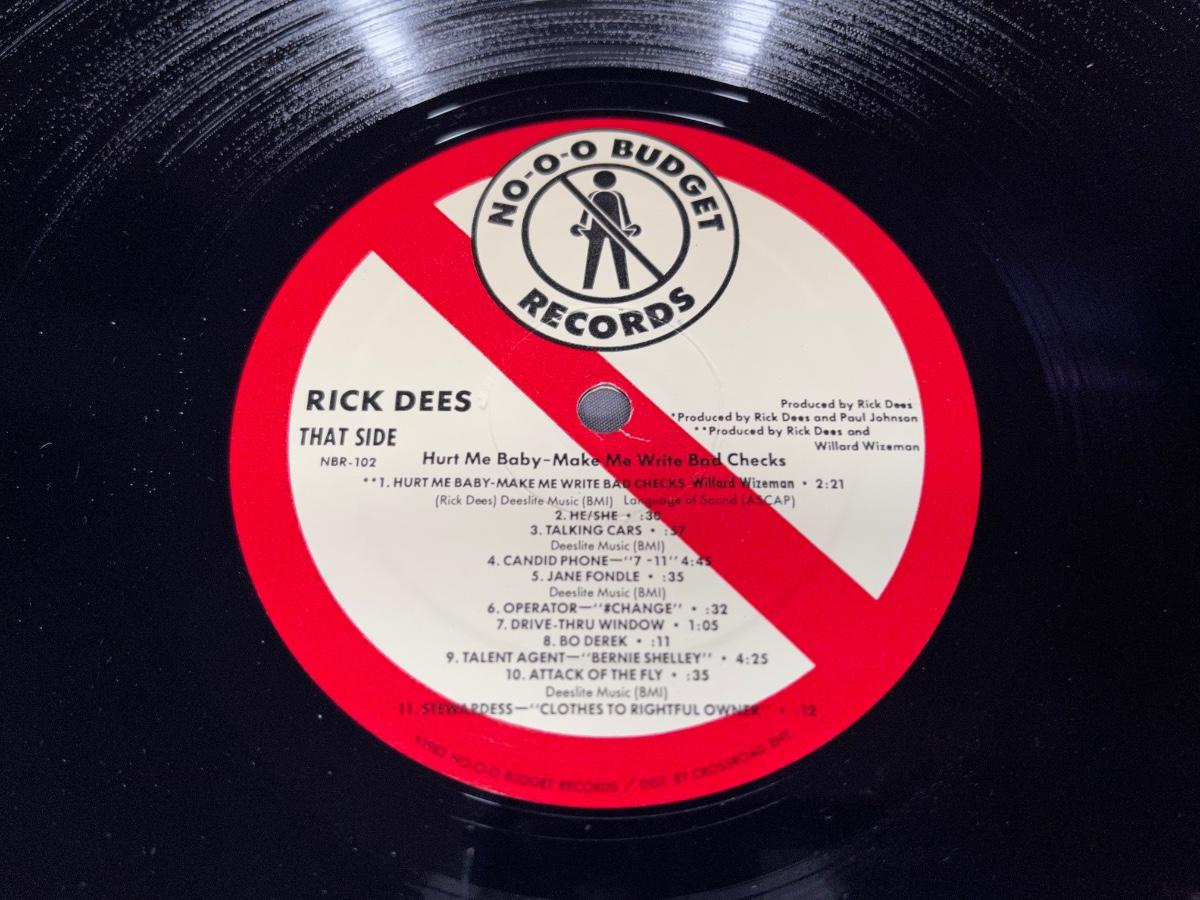 NO-O-O BUDGET
RECORDS
RICK DEES
THAT SIDE
NBR-102
Produced by Rick Dees
*Produced by Rick Dees and Paul Johnson
**Produced by Rick Dees and
Willard Wizeman
Hurt Me Baby-Make Me Write Bad Checks
**1. HURT ME BABY-MAKE ME WRITE BAD CHECKS Willard Wizeman • 2:21
(Rick Dees) Deeslite Music (BMI) Language of Sound (ASCAP)
2. HE/SHE • :36
3. TALKING CARS • :57
Deeslite Music (BMI)
4. CANDID PHONE—"7-11" 4:45
5. JANE FONDLE • :35
Deeslite Music (BMI)
6. OPERATOR—"#CHANGE" • :32
7. DRIVE-THRU WINDOW • 1:05
8. BO DEREK • :11
9. TALENT AGENT—"BERNIE SHELLEY" • 4:25
10. ATTACK OF THE FLY • :35
Deeslite Music (BMI)
11. STEWARDESS—"CLOTHES TO RIGHTFUL OWNER" • :12
NO-O-O BUDGET RECORDS / DIST. BY CROSSROAD ENT.